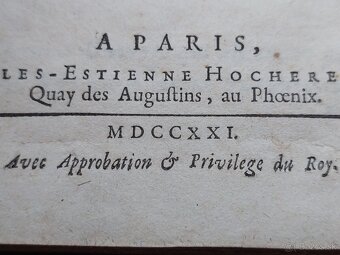 A PARIS,
LES-ESTIENNE HOCHERE
Quay des Auguſtins, au Phœnix.
MDCCXXI.
Avec Approbation & Privilege du Roy.